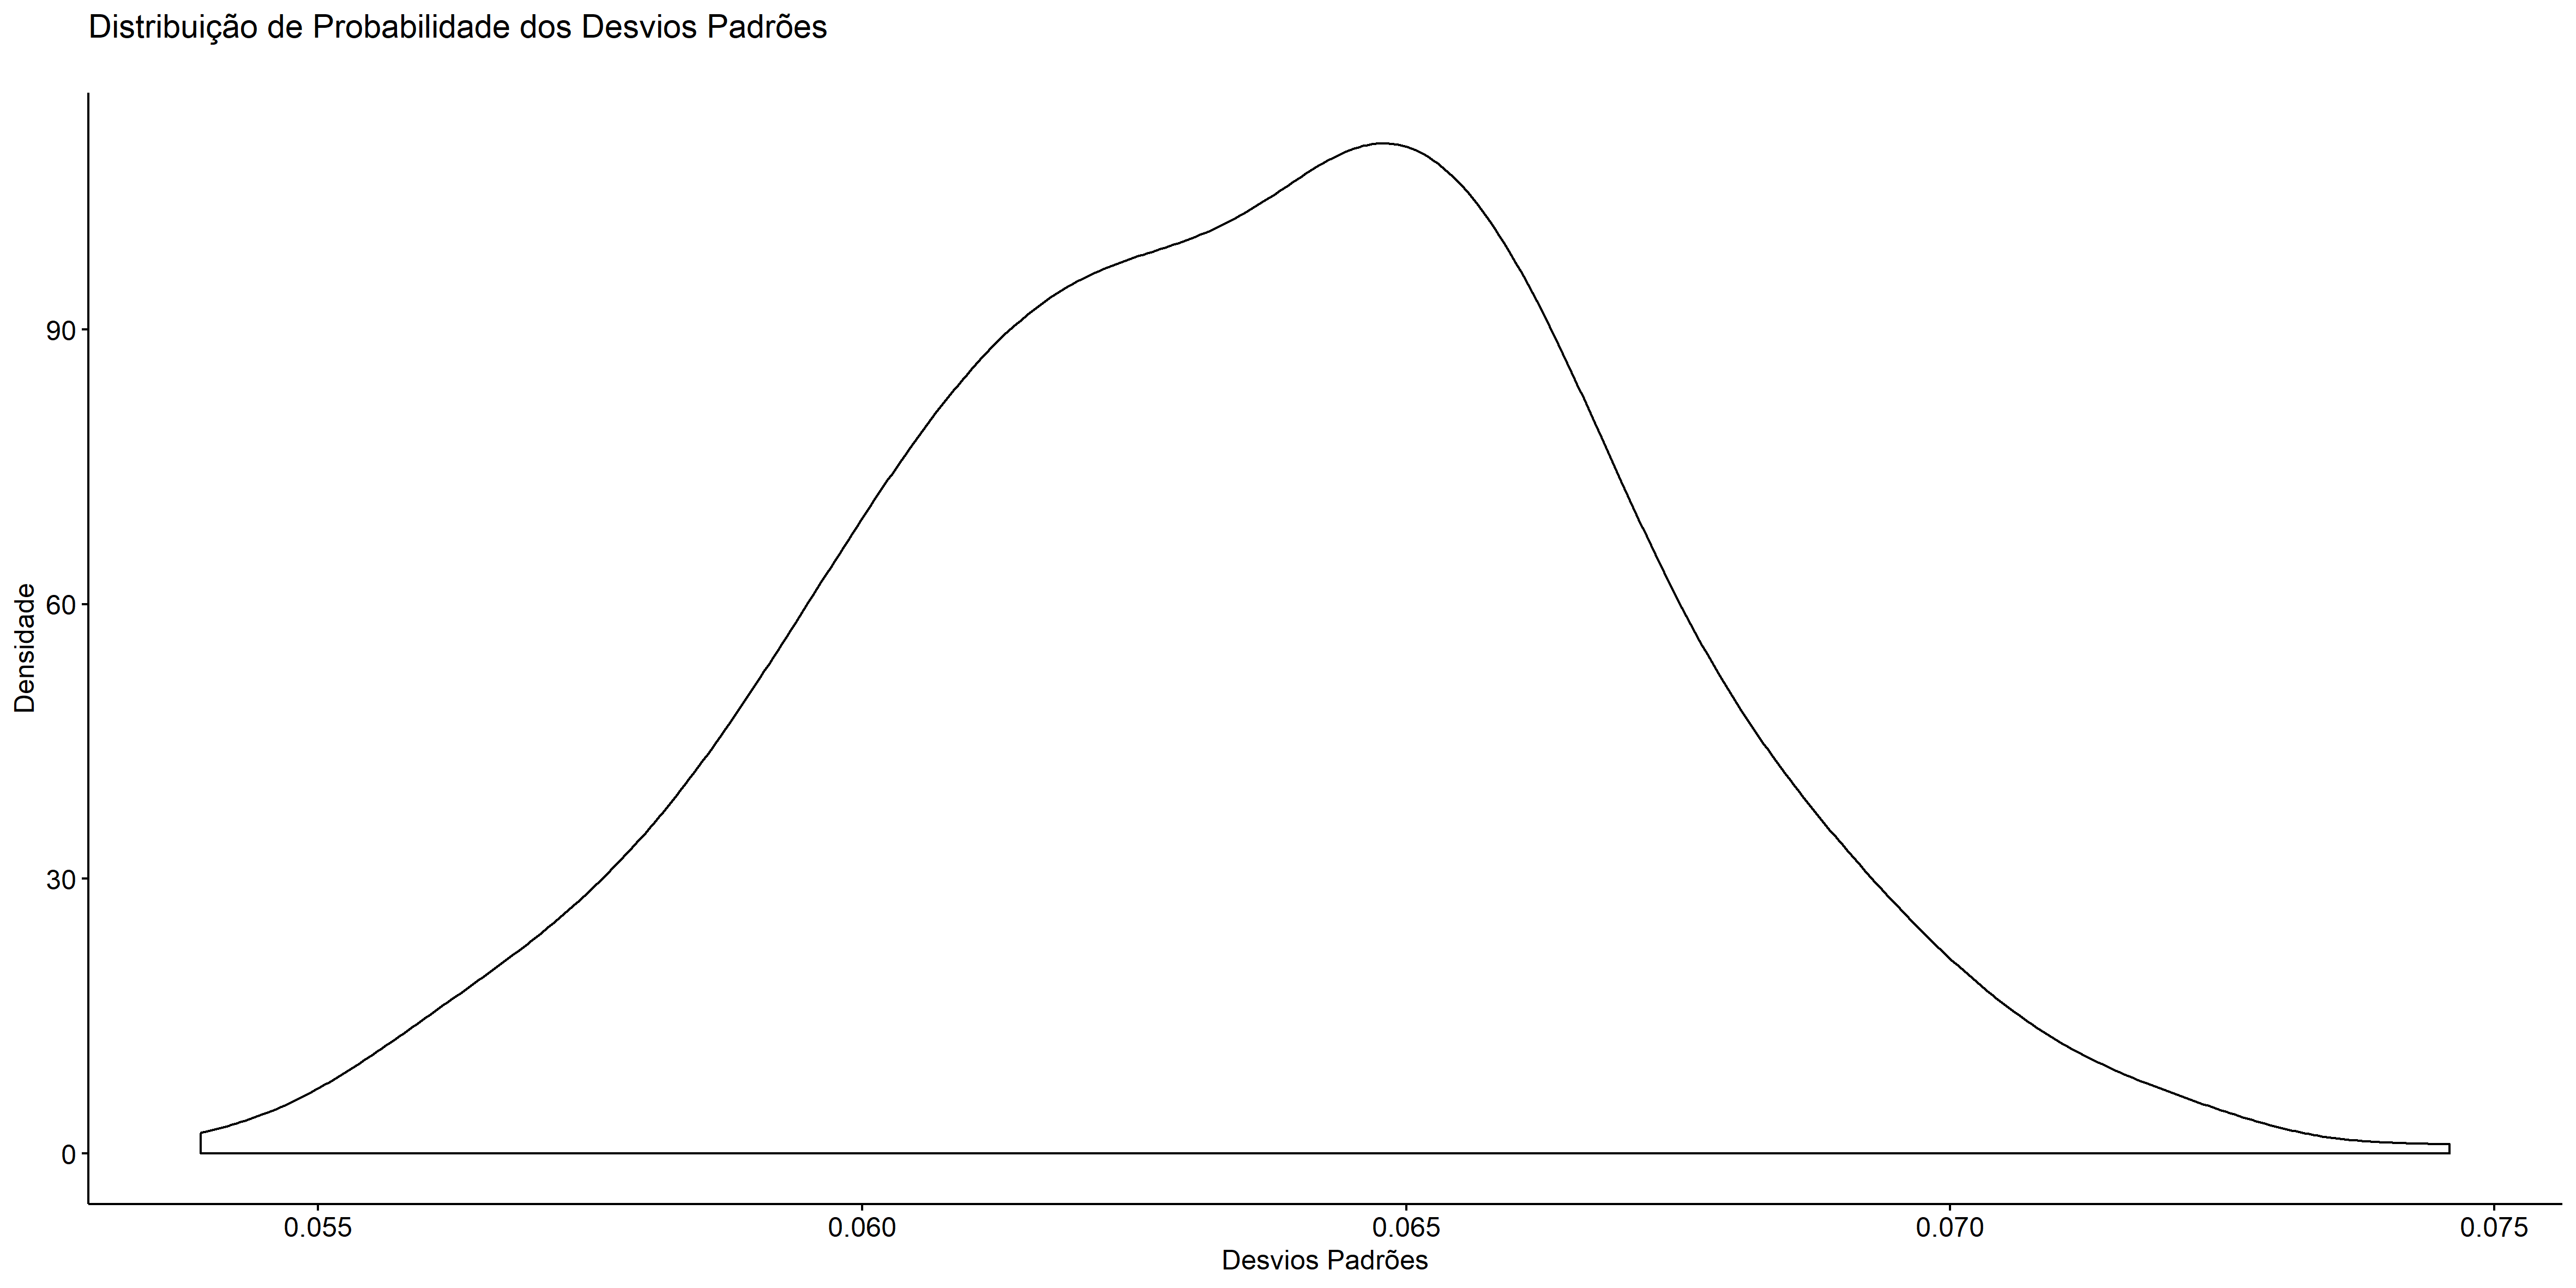 Distribuição de Probabilidade dos Desvios Padrões
90
60
30
0
Densidade
0.055 0.060 0.065 0.070 0.075
Desvios Padrões